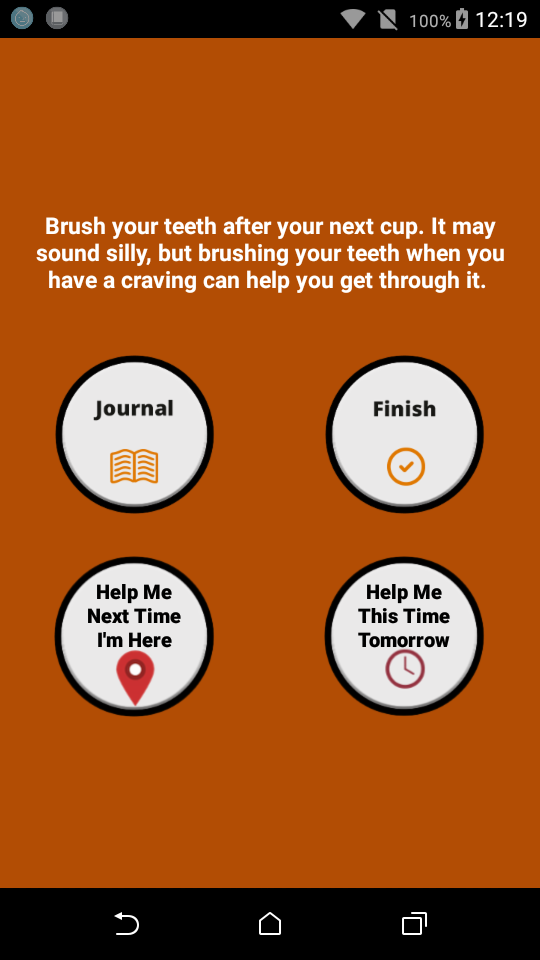 100% 12:19
Brush your teeth after your next cup. It may
sound silly, but brushing your teeth when you
have a craving can help you get through it.
Journal
Finish
Help Me
Next Time
I'm Here
Help Me
This Time
Tomorrow